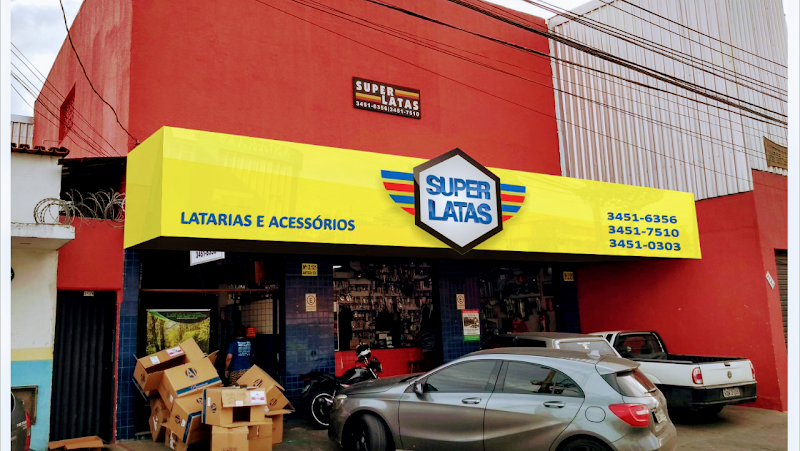 SUPER
LATAS
3451-6356|3451-7510
SUPER
LATAS
LATARIAS E ACESSÓRIOS
3451-6356
3451-7510
3451-0303